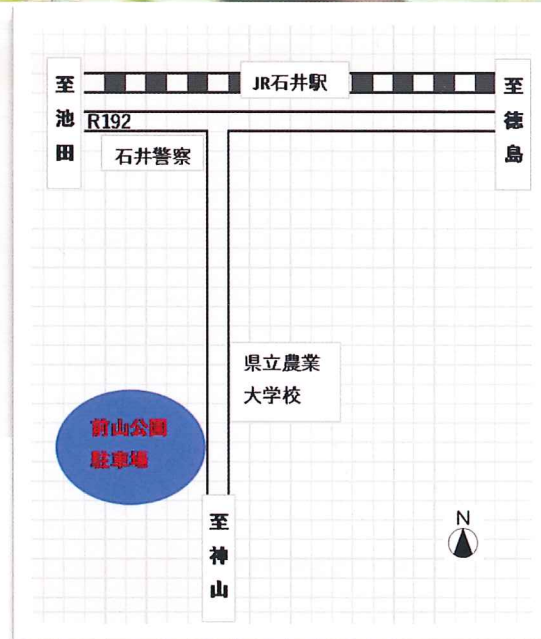 JR石井駅
至池田
至徳島
R192
石井警察
県立農業
大学校
前山公園
駐車場
至神山
N